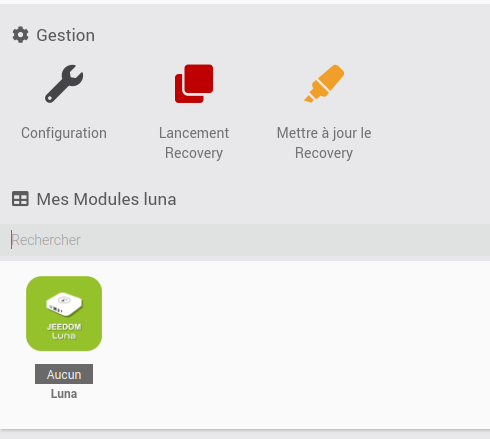 Gestion
Configuration
Lancement
Recovery
Mettre à jour le
Recovery
Mes Modules luna
Rechercher
JEEDOM
Luna
Aucun
Luna